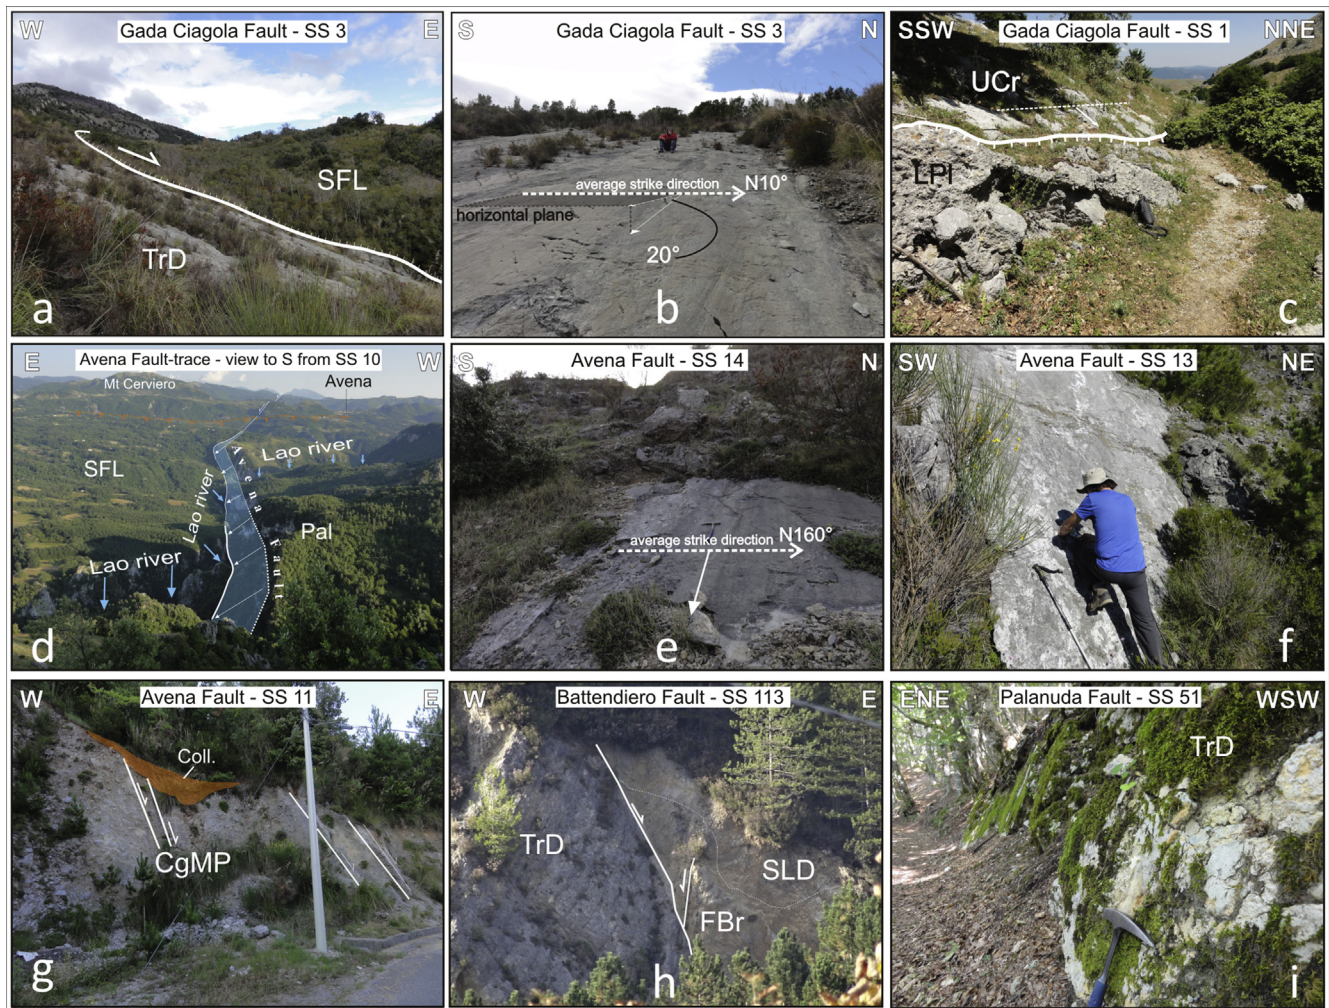 W
Gada Ciagola Fault - SS 3
E
SFL
TrD
a
S
Gada Ciagola Fault - SS 3
N
average strike direction
N10°
horizontal plane
20°
b
SSW
Gada Ciagola Fault - SS 1
NNE
UCr
LPl
c
E
Avena Fault-trace - view to S from SS 10
W
Mt Cerviero
Avena
SFL
Lao river
Lao river
Lao river
Avena Fault
Pal
d
S
Avena Fault - SS 14
N
average strike direction
N160°
e
SW
Avena Fault - SS 13
NE
f
W
Avena Fault - SS 11
E
Coll.
CgMP
g
W
Battendiero Fault - SS 113
E
TrD
SLD
FBr
h
ENE
Palanuda Fault - SS 51
WSW
TrD
i